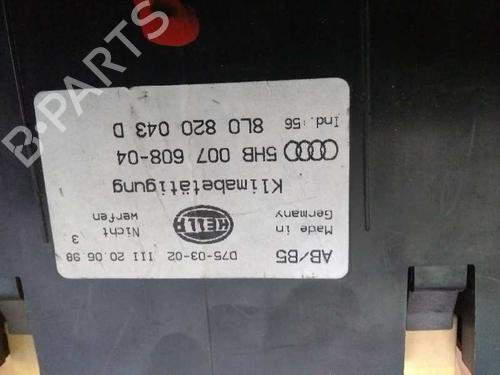 AB/B5 D75-03-02 III 20.06.98
Made in Germany
HELLA
Nicht werfen
3
Klimabetätigung
5HB 007 608-04
Ind.:56 8L0 820 043 D
B-PARTS